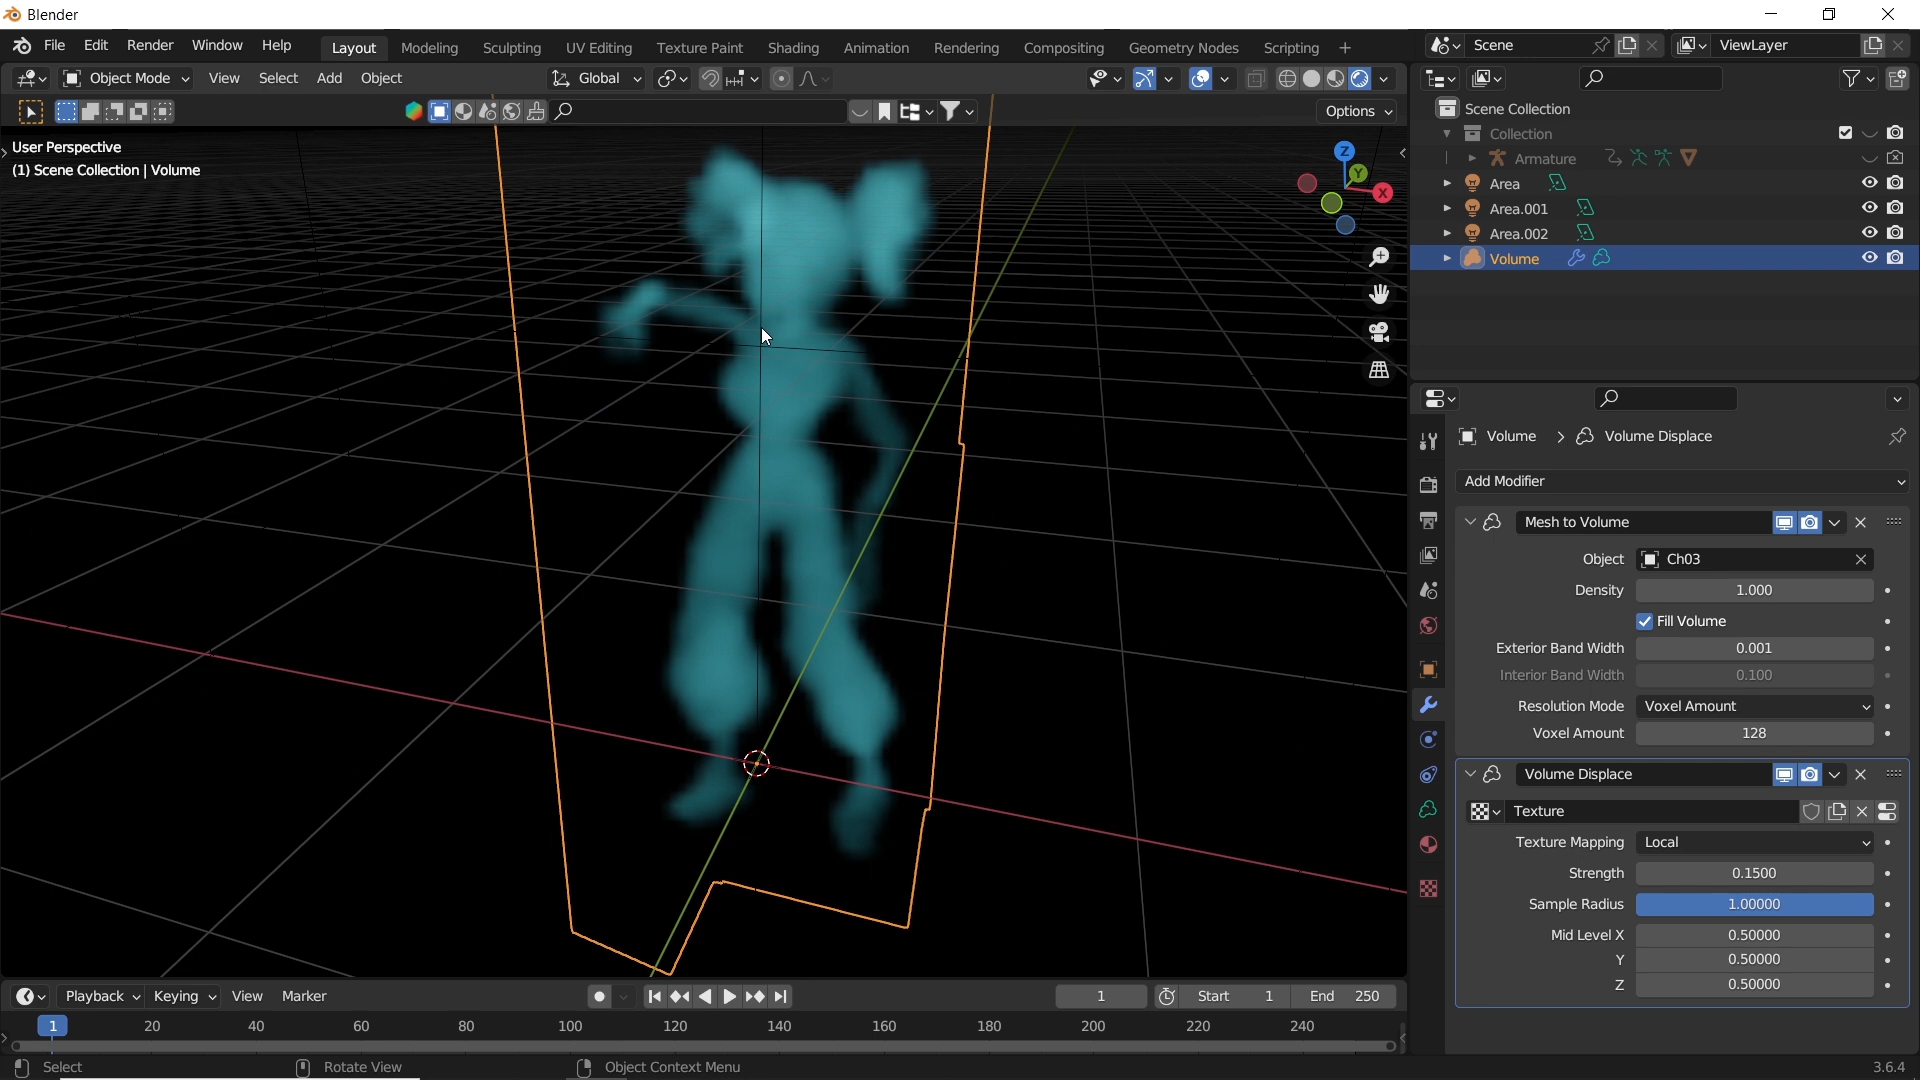 Blender
File Edit Render Window Help Layout Modeling Sculpting UV Editing Texture Paint Shading Animation Rendering Compositing Geometry Nodes Scripting + Scene ViewLayer
Object Mode View Select Add Object Global
Options
User Perspective
(1) Scene Collection | Volume
Z
Y
X
Scene Collection
Collection
Armature
Area
Area.001
Area.002
Volume
Volume > Volume Displace
Add Modifier
Mesh to Volume
Object Ch03
Density 1.000
Fill Volume
Exterior Band Width 0.001
Interior Band Width 0.100
Resolution Mode Voxel Amount
Voxel Amount 128
Volume Displace
Texture
Texture Mapping Local
Strength 0.1500
Sample Radius 1.00000
Mid Level X 0.50000
Y 0.50000
Z 0.50000
Playback Keying View Marker 1 Start 1 End 250
1 20 40 60 80 100 120 140 160 180 200 220 240
Select Rotate View Object Context Menu 3.6.4